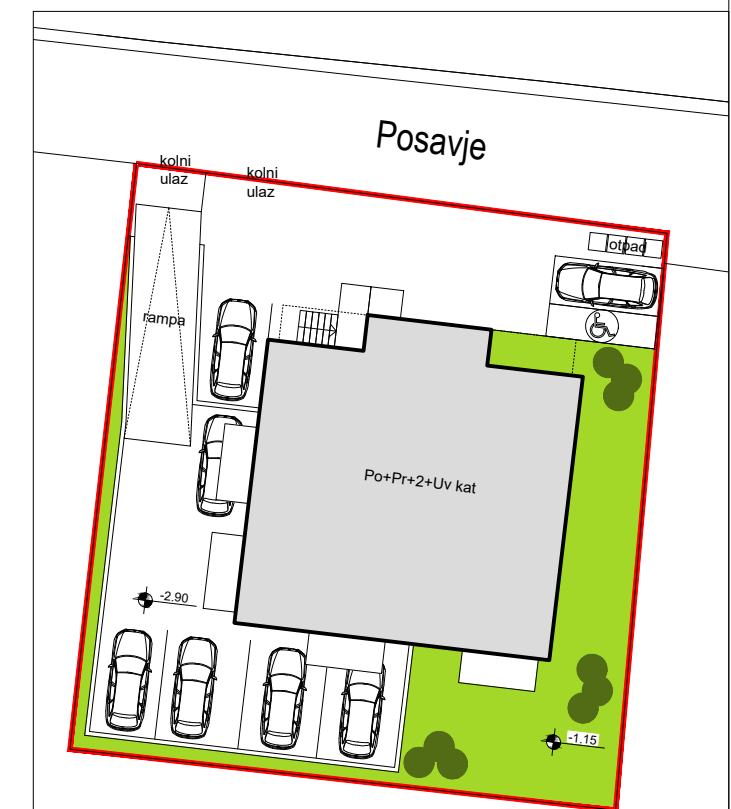 Posavje
kolni
ulaz
kolni
ulaz
otpad
rampa
Po+Pr+2+Uv kat
-2.90
-1.15